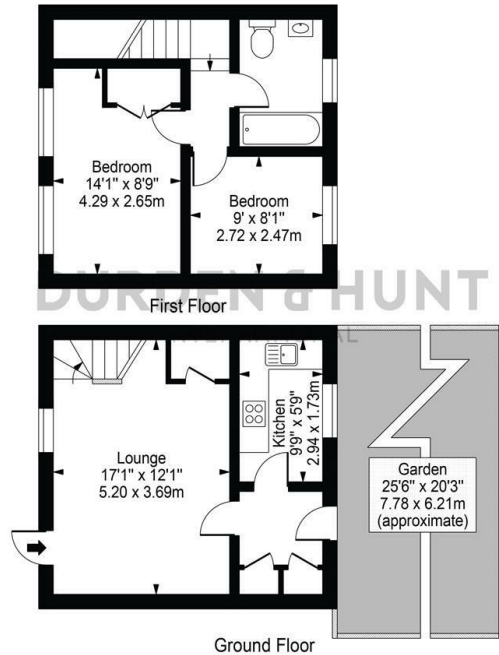 Bedroom
14'1" x 8'9"
4.29 x 2.65m
Bedroom
9' x 8'1"
2.72 x 2.47m
DURDEN & HUNT
First Floor
Lounge
17'1" x 12'1"
5.20 x 3.69m
Kitchen
9'9" x 5'9"
2.94 x 1.73m
Garden
25'6" x 20'3"
7.78 x 6.21m
(approximate)
Ground Floor